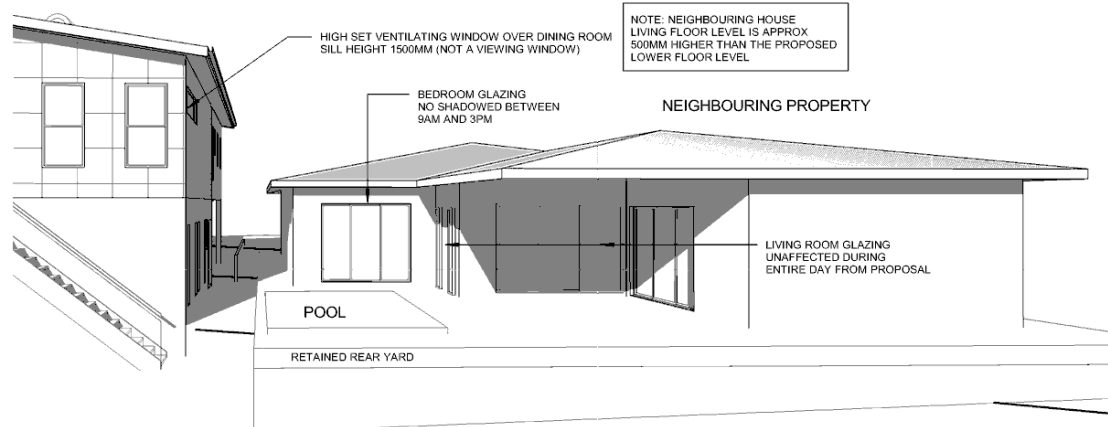 NOTE: NEIGHBOURING HOUSE
LIVING FLOOR LEVEL IS APPROX
500MM HIGHER THAN THE PROPOSED
LOWER FLOOR LEVEL
HIGH SET VENTILATING WINDOW OVER DINING ROOM
SILL HEIGHT 1500MM (NOT A VIEWING WINDOW)
BEDROOM GLAZING
NO SHADOWED BETWEEN
9AM AND 3PM
NEIGHBOURING PROPERTY
LIVING ROOM GLAZING
UNAFFECTED DURING
ENTIRE DAY FROM PROPOSAL
POOL
RETAINED REAR YARD